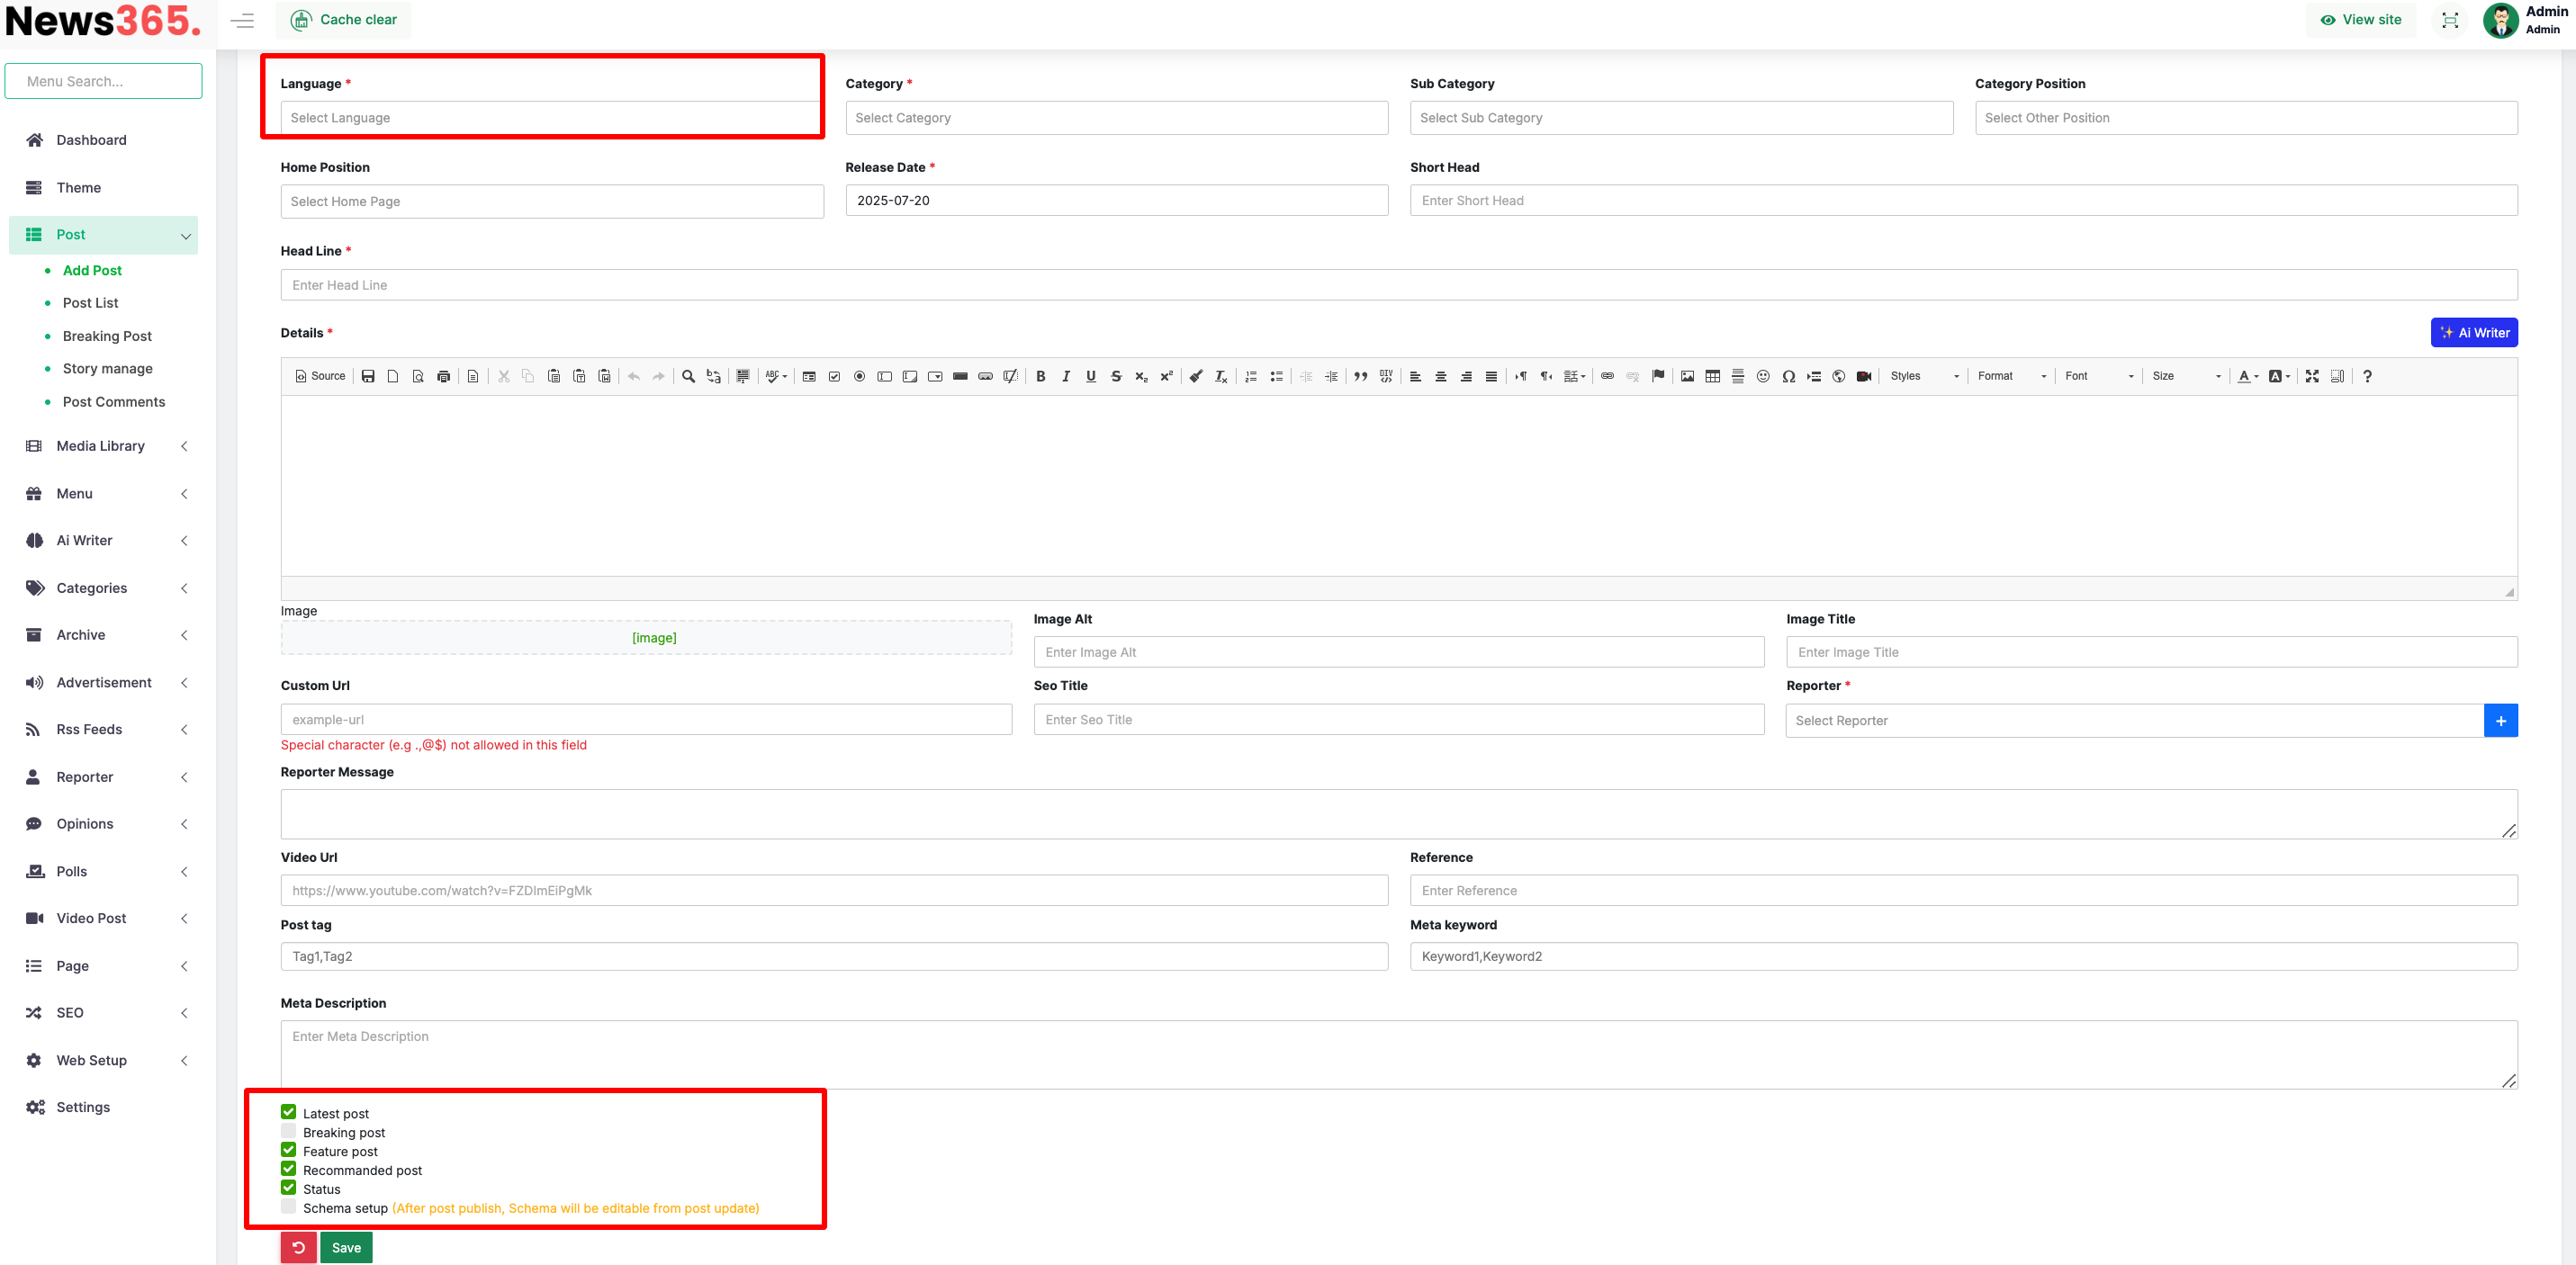 News365.
Cache clear
View site
Admin
Admin
Menu Search...
Dashboard
Theme
Post
Add Post
Post List
Breaking Post
Story manage
Post Comments
Media Library
Menu
Ai Writer
Categories
Archive
Advertisement
Rss Feeds
Reporter
Opinions
Polls
Video Post
Page
SEO
Web Setup
Settings
Language *
Select Language
Category *
Select Category
Sub Category
Select Sub Category
Category Position
Select Other Position
Home Position
Select Home Page
Release Date *
2025-07-20
Short Head
Enter Short Head
Head Line *
Enter Head Line
Details *
Ai Writer
Source
ABC
B I U S x₂ x² Tx
DIV
Styles Format Font Size A A ?
Image
[image]
Image Alt
Enter Image Alt
Image Title
Enter Image Title
Custom Url
example-url
Special character (e.g .,@$) not allowed in this field
Seo Title
Enter Seo Title
Reporter *
Select Reporter
+
Reporter Message
Video Url
https://www.youtube.com/watch?v=FZDImEiPgMk
Reference
Enter Reference
Post tag
Tag1,Tag2
Meta keyword
Keyword1,Keyword2
Meta Description
Enter Meta Description
Latest post
Breaking post
Feature post
Recommanded post
Status
Schema setup (After post publish, Schema will be editable from post update)
Save